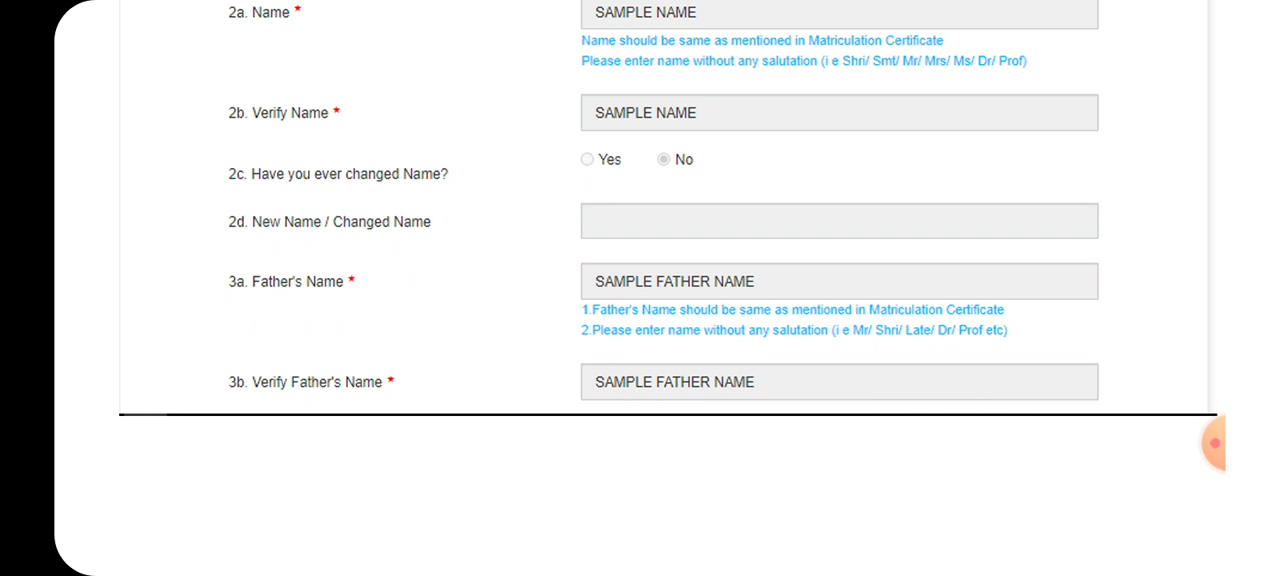 2a. Name * SAMPLE NAME
Name should be same as mentioned in Matriculation Certificate
Please enter name without any salutation (i e Shri/ Smt/ Mr/ Mrs/ Ms/ Dr/ Prof)
2b. Verify Name * SAMPLE NAME
2c. Have you ever changed Name? Yes No
2d. New Name / Changed Name
3a. Father's Name * SAMPLE FATHER NAME
1.Father's Name should be same as mentioned in Matriculation Certificate
2.Please enter name without any salutation (i e Mr/ Shri/ Late/ Dr/ Prof etc)
3b. Verify Father's Name * SAMPLE FATHER NAME